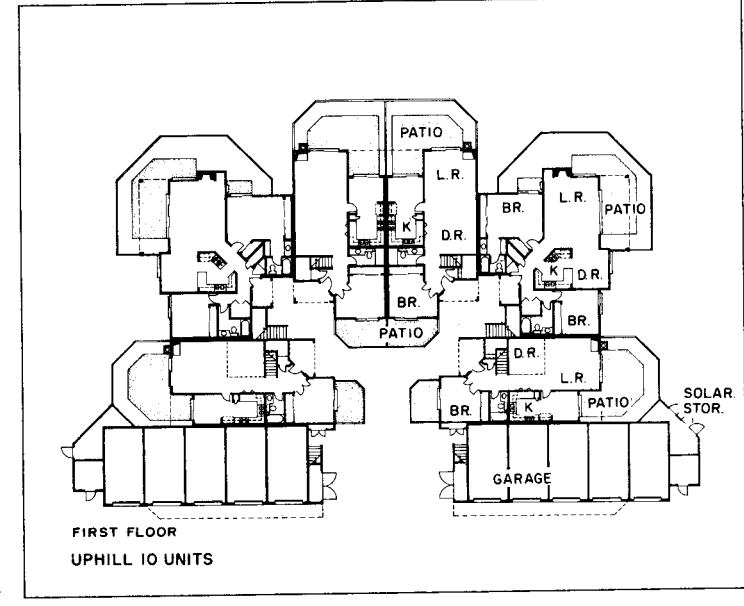 PATIO
L.R.
D.R.
K
BR.
PATIO
BR.
L.R.
PATIO
K
D.R.
BR.
D.R.
L.R.
PATIO
BR.
K
SOLAR.
STOR.
GARAGE
FIRST FLOOR
UPHILL 10 UNITS